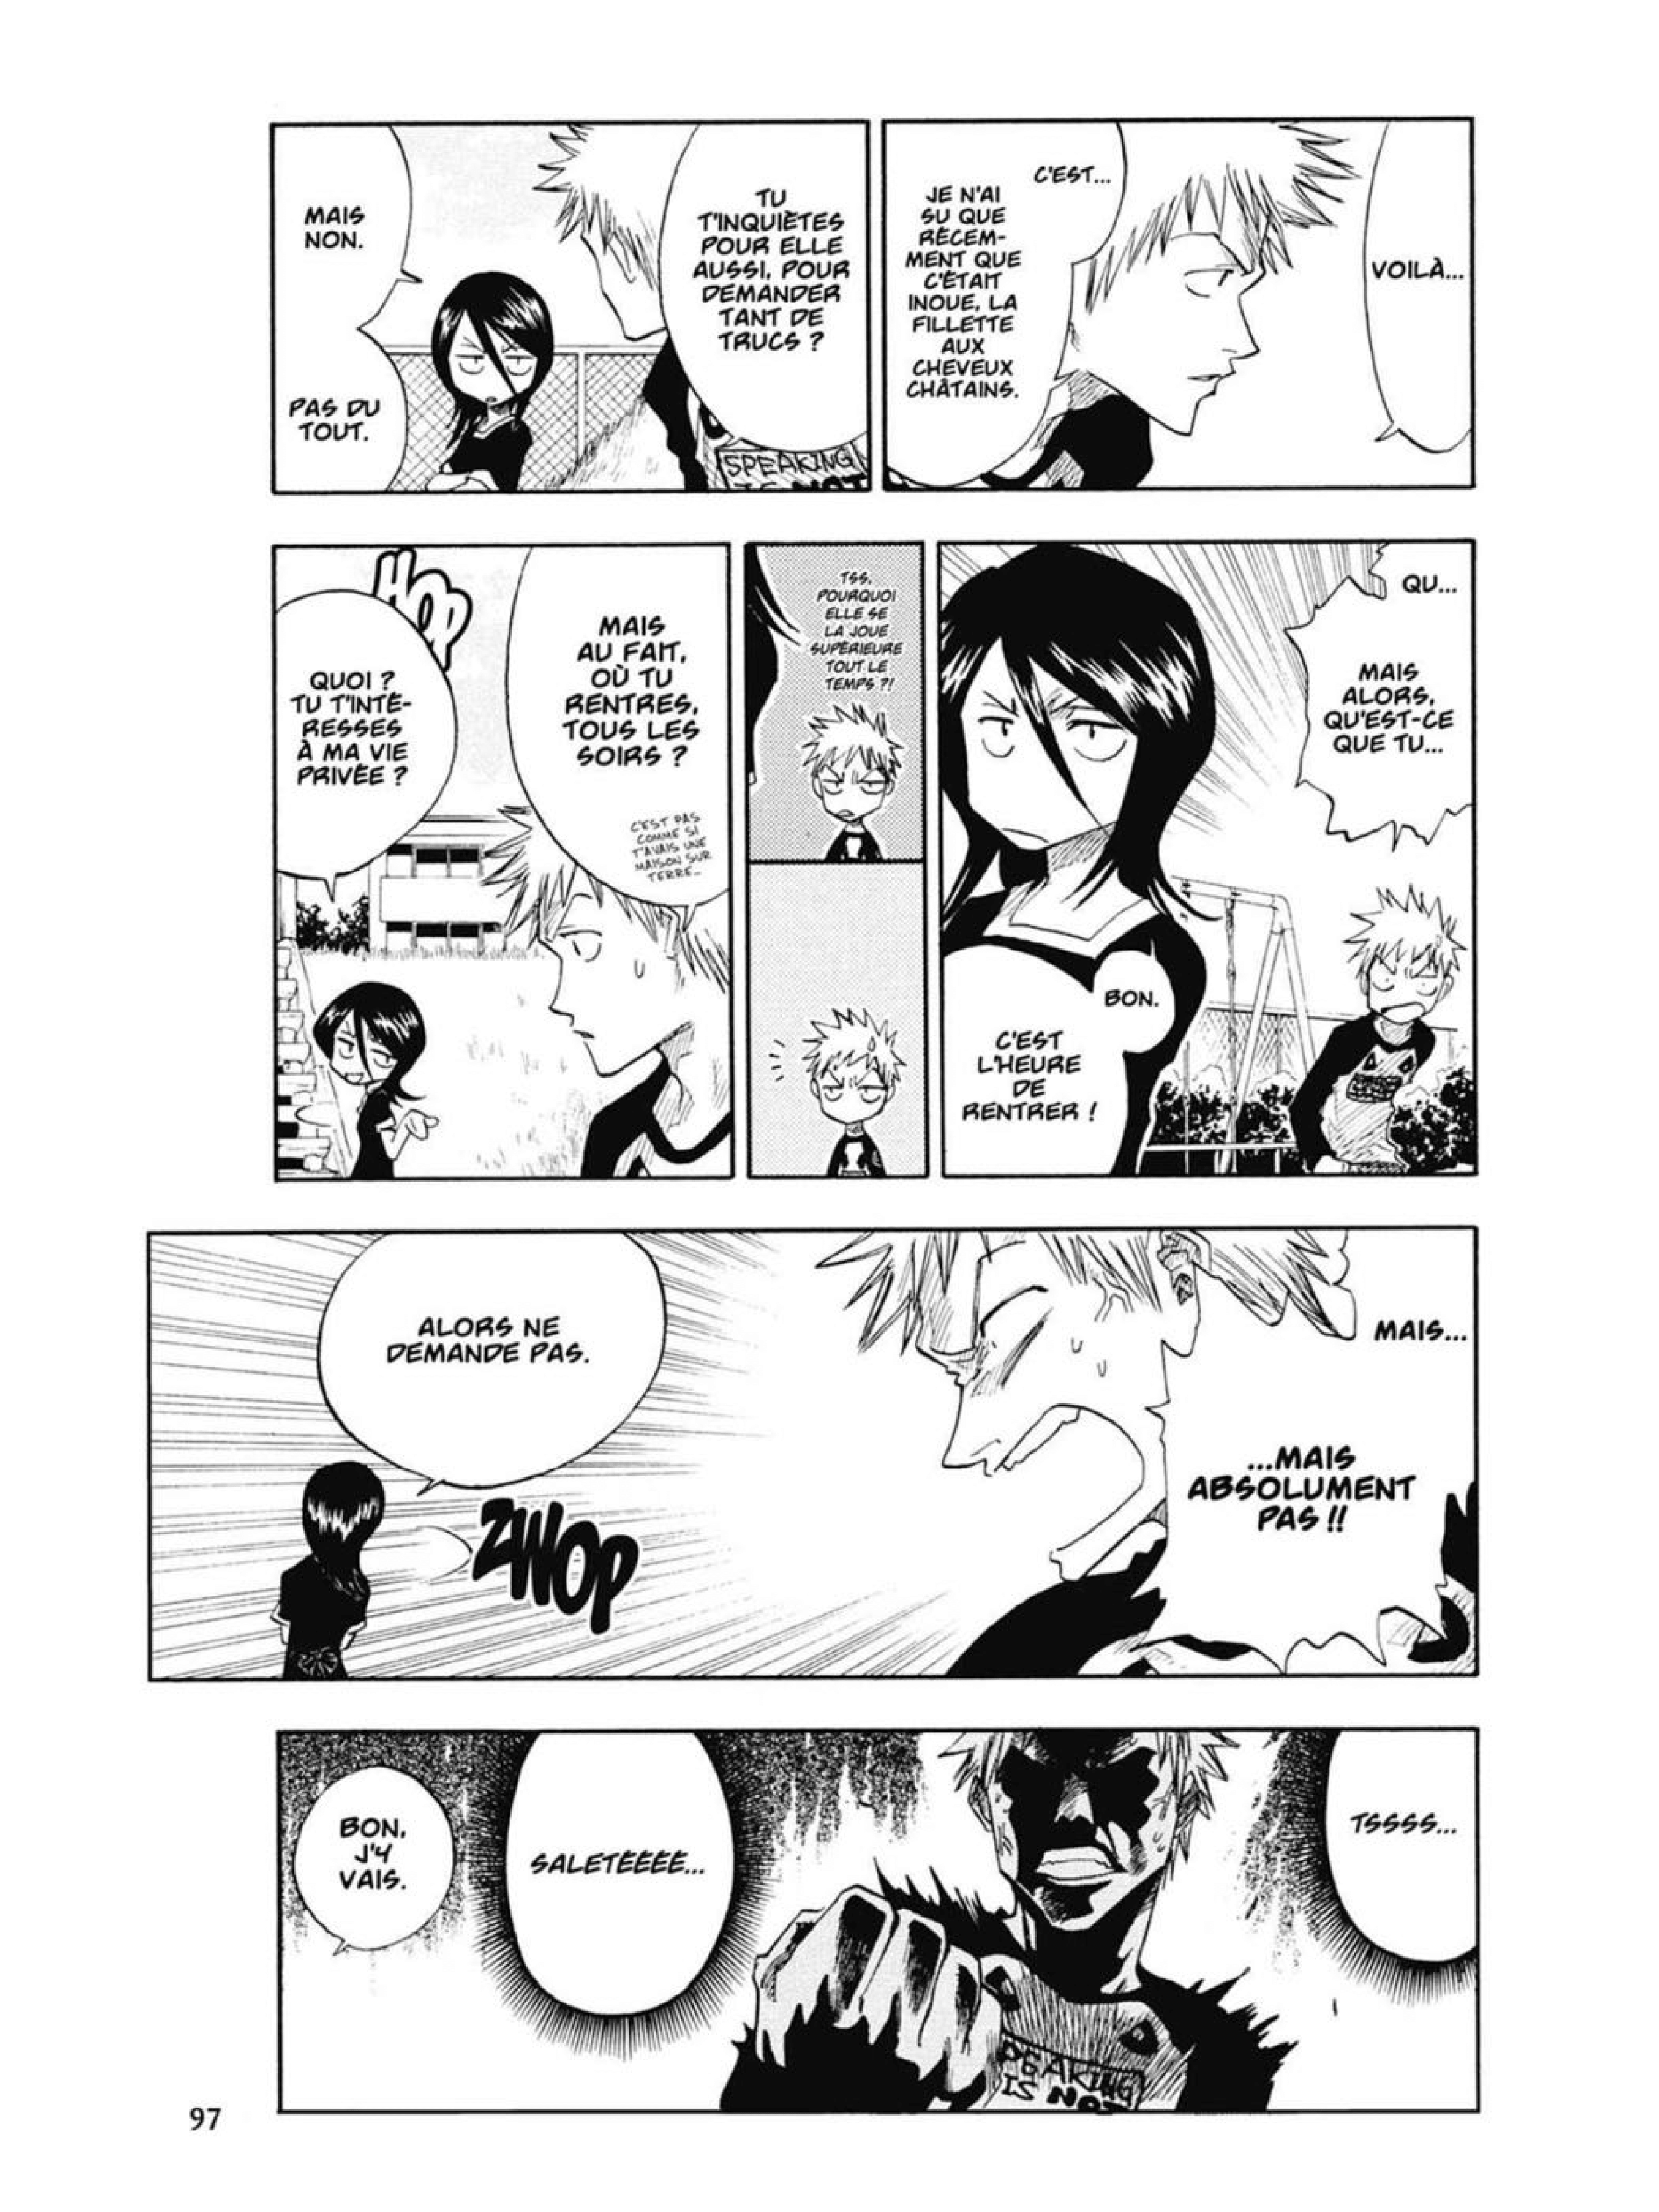 VOILÀ...
C'EST...
JE N'AI
SU QUE
RÉCEM-
MENT QUE
C'ÉTAIT
INOUE, LA
FILLETTE
AUX
CHEVEUX
CHÂTAINS.
TU
T'INQUIÈTES
POUR ELLE
AUSSI, POUR
DEMANDER
TANT DE
TRUCS ?
SPEAKING
IS NOT
MAIS
NON.
PAS DU
TOUT.
QU...
MAIS
ALORS,
QU'EST-CE
QUE TU...
BON.
C'EST
L'HEURE
DE
RENTRER !
TSS,
POURQUOI
ELLE SE
LA JOUE
SUPÉRIEURE
TOUT LE
TEMPS ?!
MAIS
AU FAIT,
OÙ TU
RENTRES,
TOUS LES
SOIRS ?
C'EST PAS
COMME SI
T'AVAIS UNE
MAISON SUR
TERRE...
HOP
QUOI ?
TU T'INTÉ-
RESSES
À MA VIE
PRIVÉE ?
MAIS...
...MAIS
ABSOLUMENT
PAS !!
ALORS NE
DEMANDE PAS.
ZWOP
TSSSS...
SALETÉÉÉÉ...
SPEAKING
IS NOT
BON,
J'Y
VAIS.
97